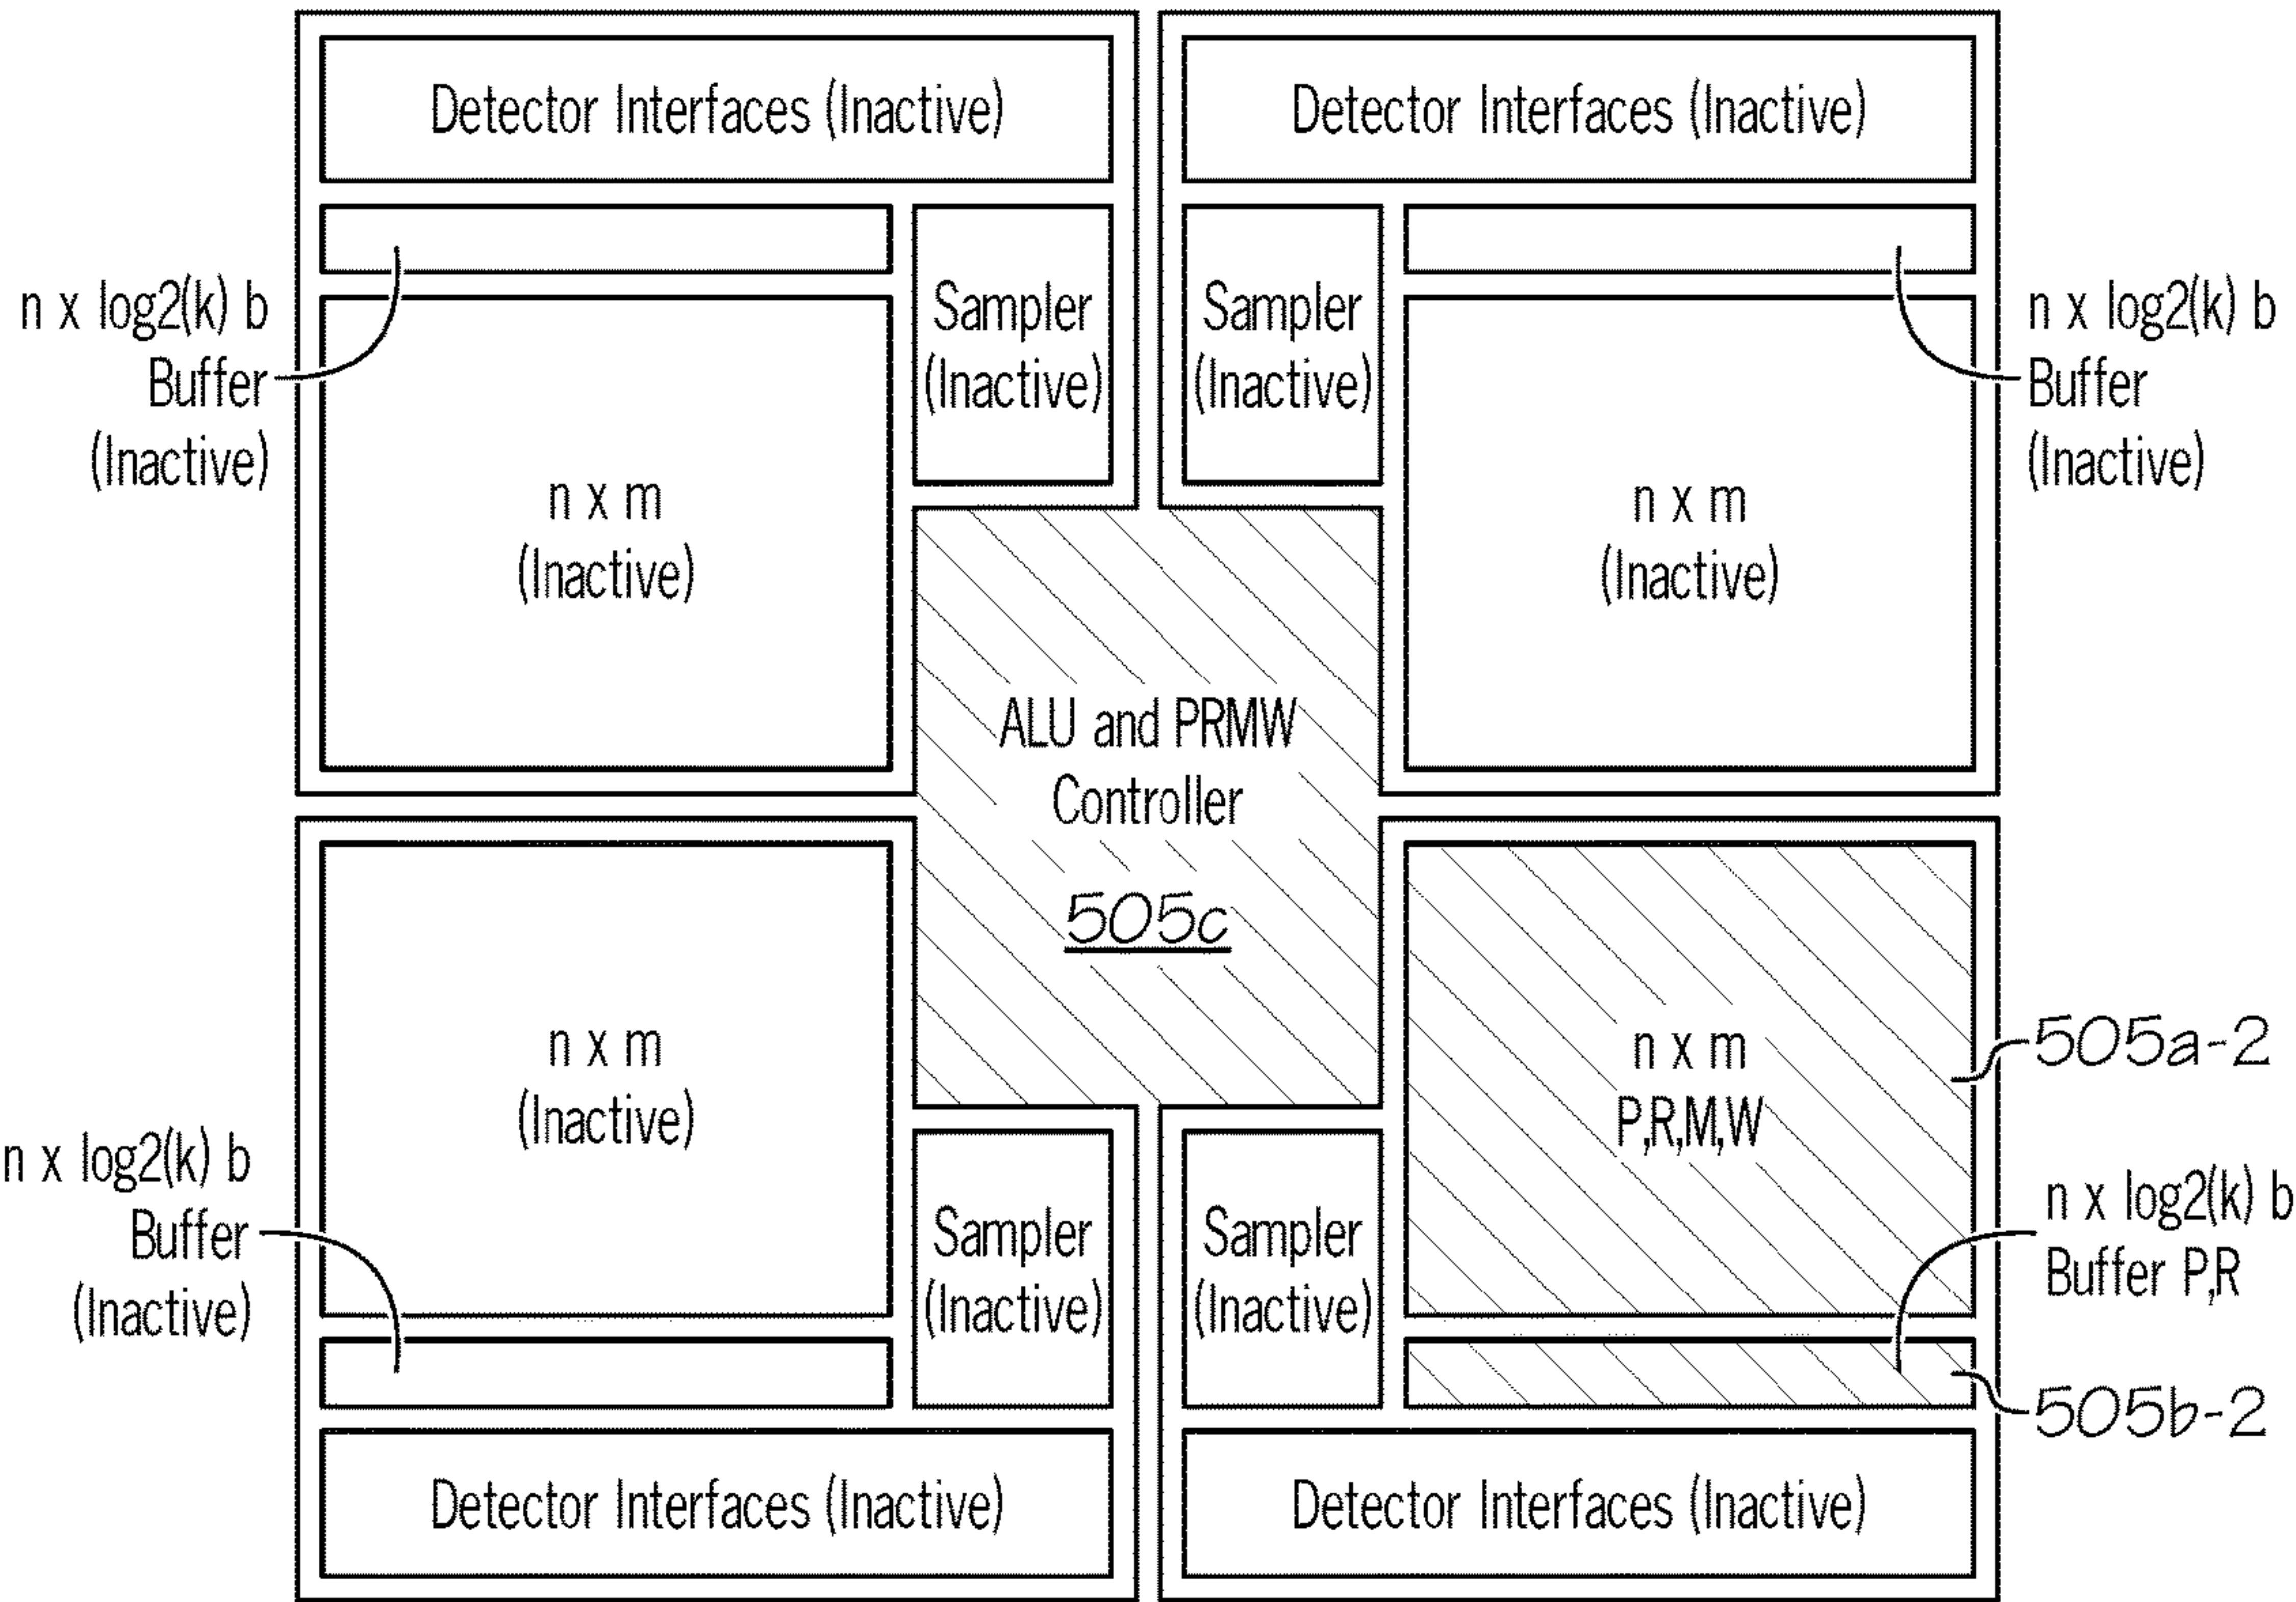 Detector Interfaces (Inactive)
Detector Interfaces (Inactive)
n x log2(k) b
Buffer
(Inactive)
Sampler
(Inactive)
Sampler
(Inactive)
n x log2(k) b
Buffer
(Inactive)
n x m
(Inactive)
n x m
(Inactive)
ALU and PRMW
Controller
505c
n x m
(Inactive)
n x m
P,R,M,W
505a-2
n x log2(k) b
Buffer
(Inactive)
Sampler
(Inactive)
Sampler
(Inactive)
n x log2(k) b
Buffer P,R
505b-2
Detector Interfaces (Inactive)
Detector Interfaces (Inactive)